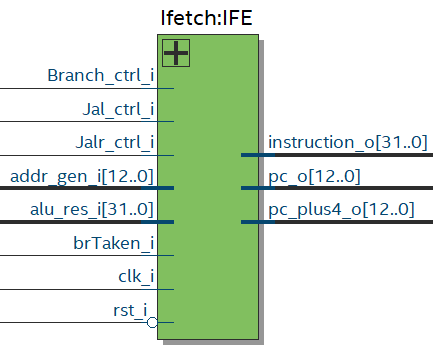 Ifetch:IFE
Branch_ctrl_i
Jal_ctrl_i
Jalr_ctrl_i
addr_gen_i[12..0]
alu_res_i[31..0]
brTaken_i
clk_i
rst_i
instruction_o[31..0]
pc_o[12..0]
pc_plus4_o[12..0]